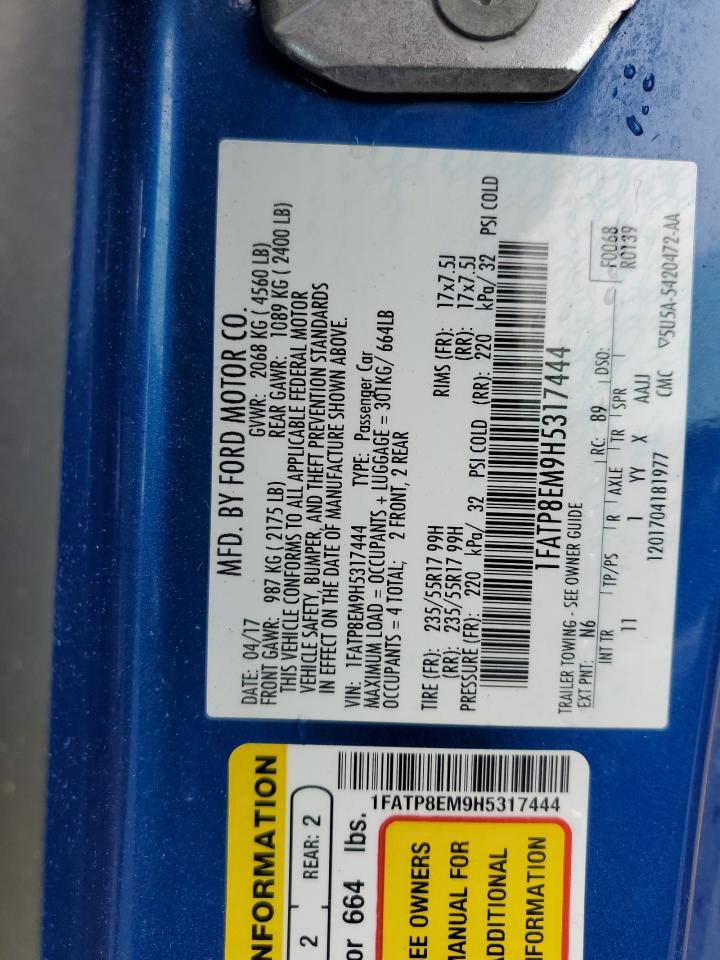 MFD. BY FORD MOTOR CO.
DATE: 04/17 GVWR: 2068 KG ( 4560 LB)
FRONT GAWR: 987 KG ( 2175 LB) REAR GAWR: 1089 KG ( 2400 LB)
THIS VEHICLE CONFORMS TO ALL APPLICABLE FEDERAL MOTOR
VEHICLE SAFETY, BUMPER, AND THEFT PREVENTION STANDARDS
IN EFFECT ON THE DATE OF MANUFACTURE SHOWN ABOVE.
VIN: 1FATP8EM9H5317444 TYPE: Passenger Car
MAXIMUM LOAD = OCCUPANTS + LUGGAGE = 301KG/ 664LB
OCCUPANTS = 4 TOTAL; 2 FRONT, 2 REAR
TIRE (FR): 235/55R17 99H RIMS (FR): 17x7.5J
(RR): 235/55R17 99H (RR): 17x7.5J
PRESSURE (FR): 220 kPa/ 32 PSI COLD (RR): 220 kPa/ 32 PSI COLD
1FATP8EM9H5317444
TRAILER TOWING - SEE OWNER GUIDE
EXT PNT: N6 RC: 89 DSO: F0068
R0139
INT TR TP/PS R AXLE TR SPR
11 1 YY X AAJJ
1201704181977 CMC ▽5U5A-5420472-AA
NFORMATION
2 REAR: 2
or 664 lbs.
1FATP8EM9H5317444
EE OWNERS
MANUAL FOR
ADDITIONAL
FORMATION